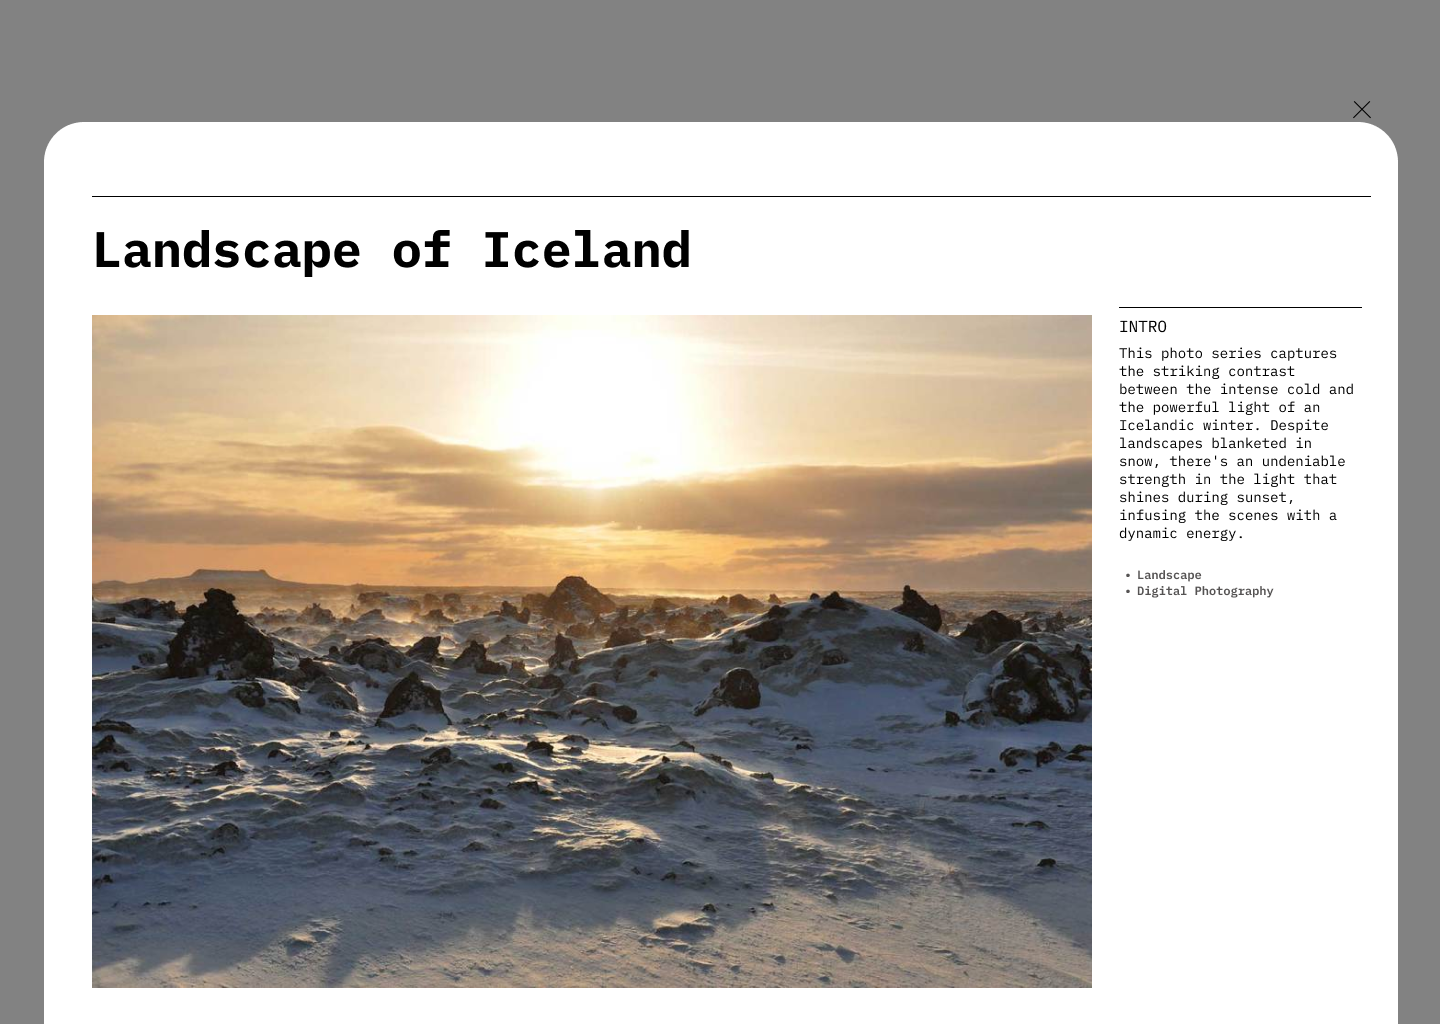 Landscape of Iceland
INTRO
This photo series captures
the striking contrast
between the intense cold and
the powerful light of an
Icelandic winter. Despite
landscapes blanketed in
snow, there's an undeniable
strength in the light that
shines during sunset,
infusing the scenes with a
dynamic energy.
• Landscape
• Digital Photography